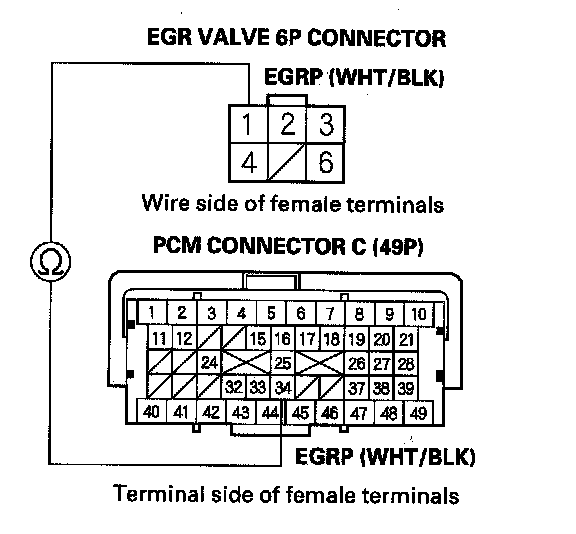 EGR VALVE 6P CONNECTOR
EGRP (WHT/BLK)
1 2 3
4 6
Wire side of female terminals
PCM CONNECTOR C (49P)
Ω
1 2 3 4 5 6 7 8 9 10
11 12 15 16 17 18 19 20 21
24 25 26 27 28
32 33 34 37 38 39
40 41 42 43 44 45 46 47 48 49
EGRP (WHT/BLK)
Terminal side of female terminals